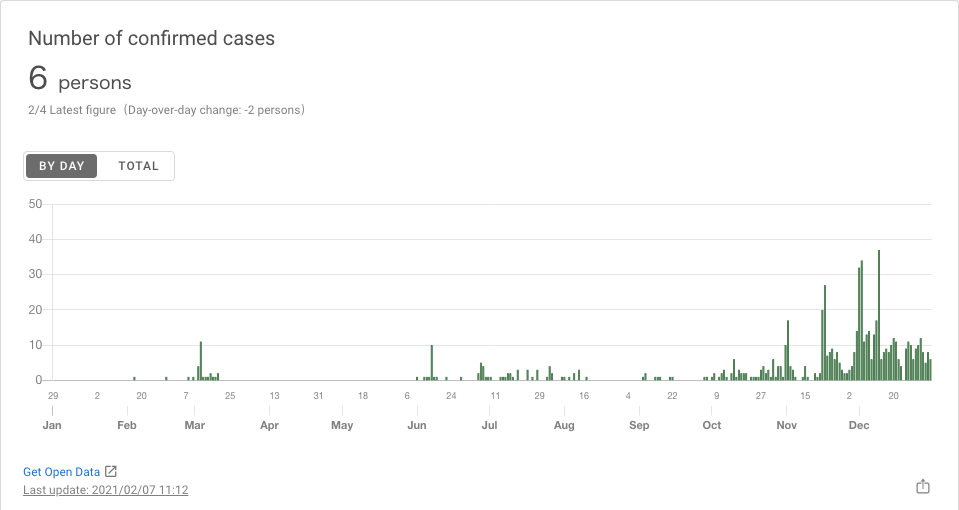 Number of confirmed cases
6 persons
2/4 Latest figure（Day-over-day change: -2 persons）
BY DAY TOTAL
50
40
30
20
10
0
29 2 20 7 25 13 31 18 6 24 11 29 16 4 22 9 27 15 2 20
Jan Feb Mar Apr May Jun Jul Aug Sep Oct Nov Dec
Get Open Data
Last update: 2021/02/07 11:12